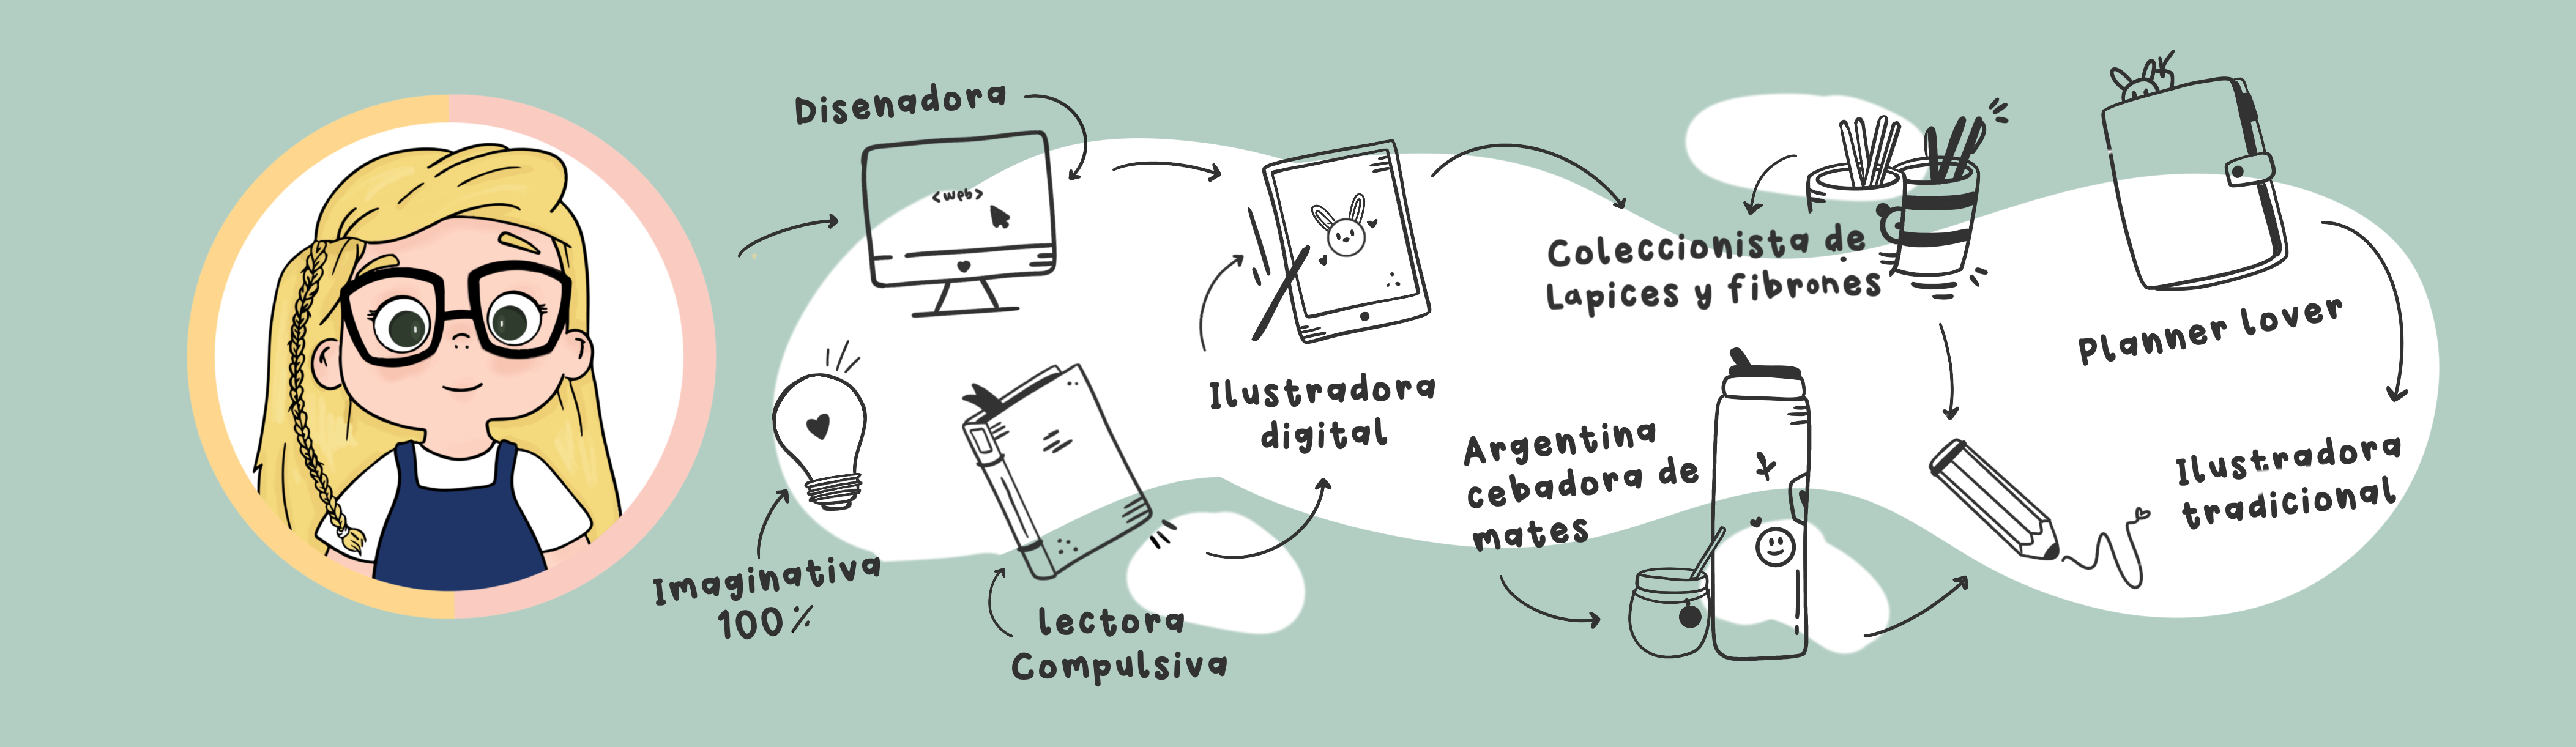 Disenadora
<web>
Imaginativa
100%
lectora
Compulsiva
Ilustradora
digital
Coleccionista de
Lapices y fibrones
Argentina
cebadora de
mates
Planner lover
Ilustradora
tradicional